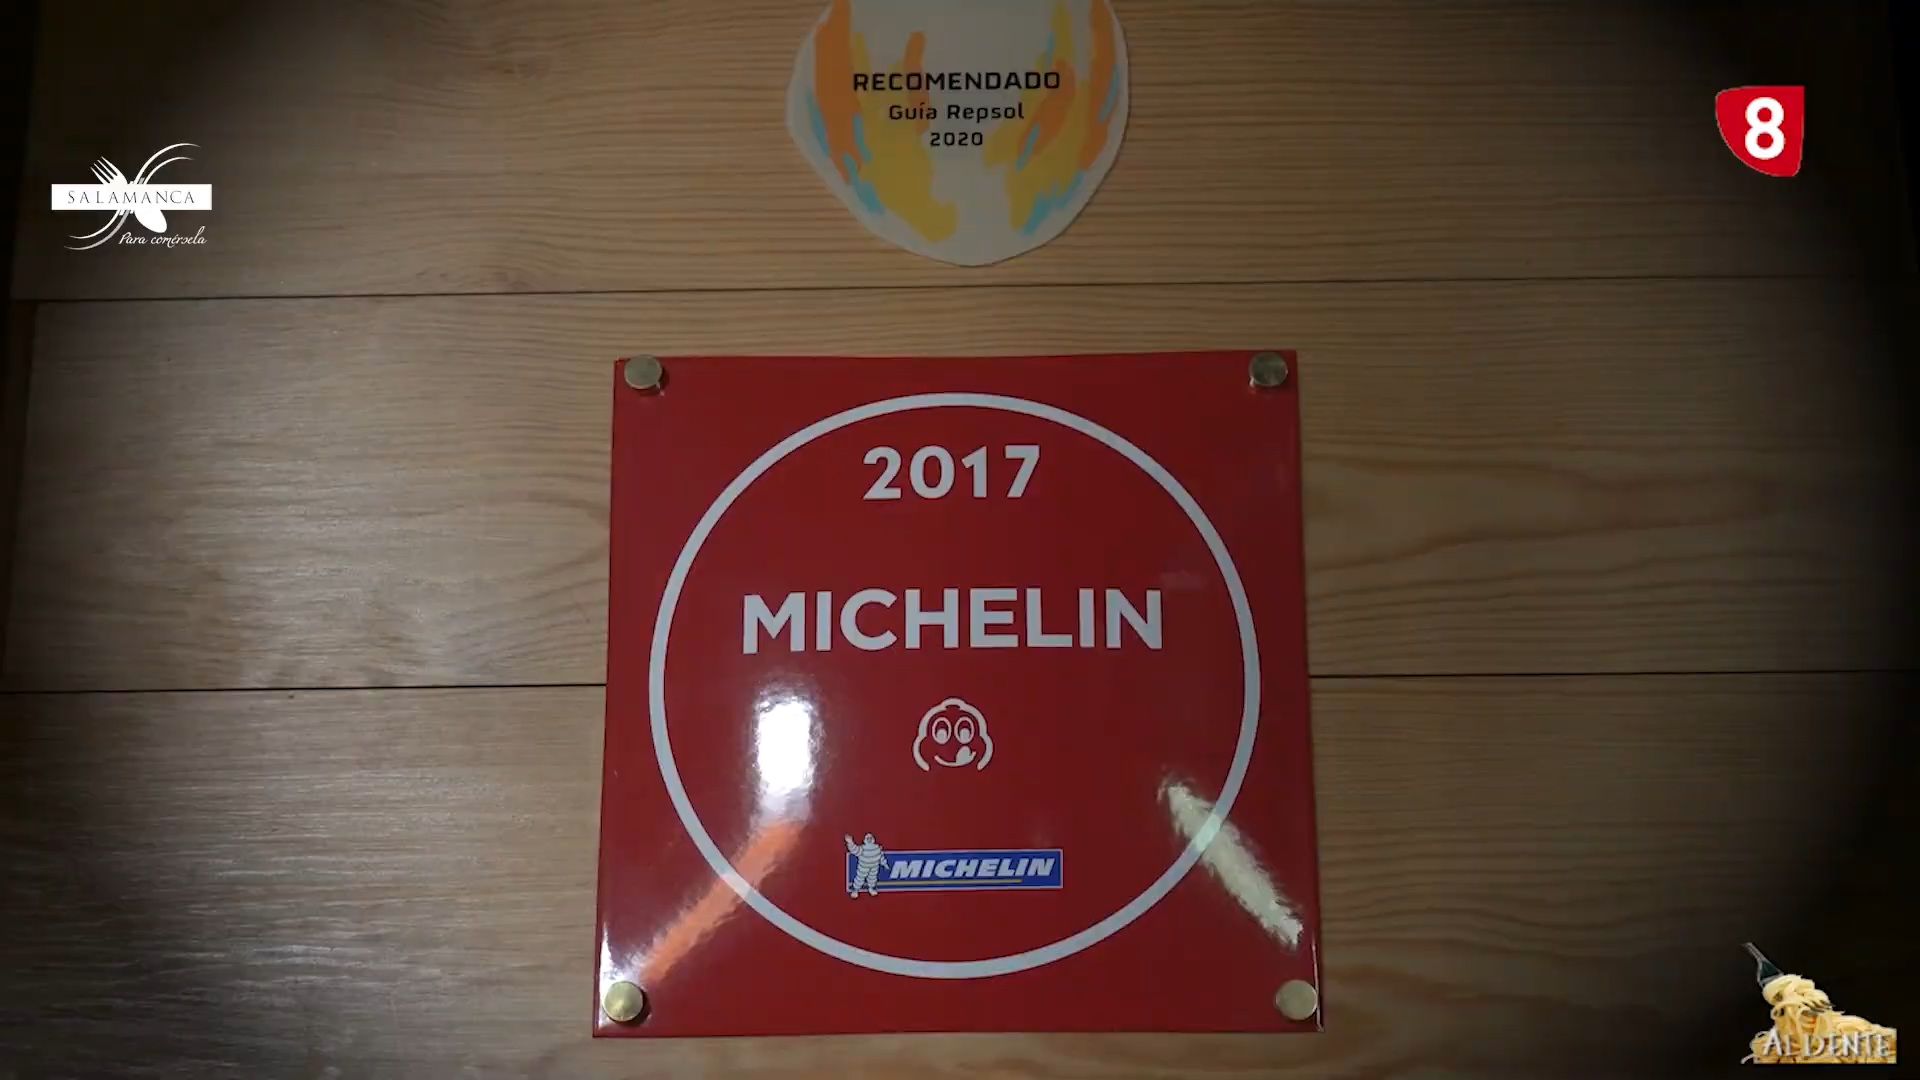 RECOMENDADO
Guía Repsol
2020
8
SALAMANCA
Para comérsela
2017
MICHELIN
MICHELIN
AL DENTE